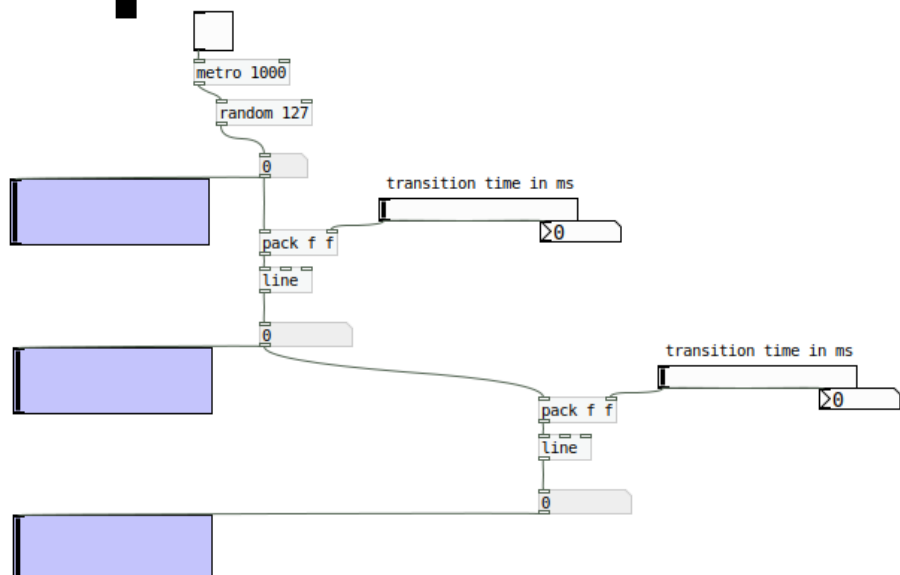 metro 1000
random 127
0
transition time in ms
0
pack f f
line
0
transition time in ms
0
pack f f
line
0